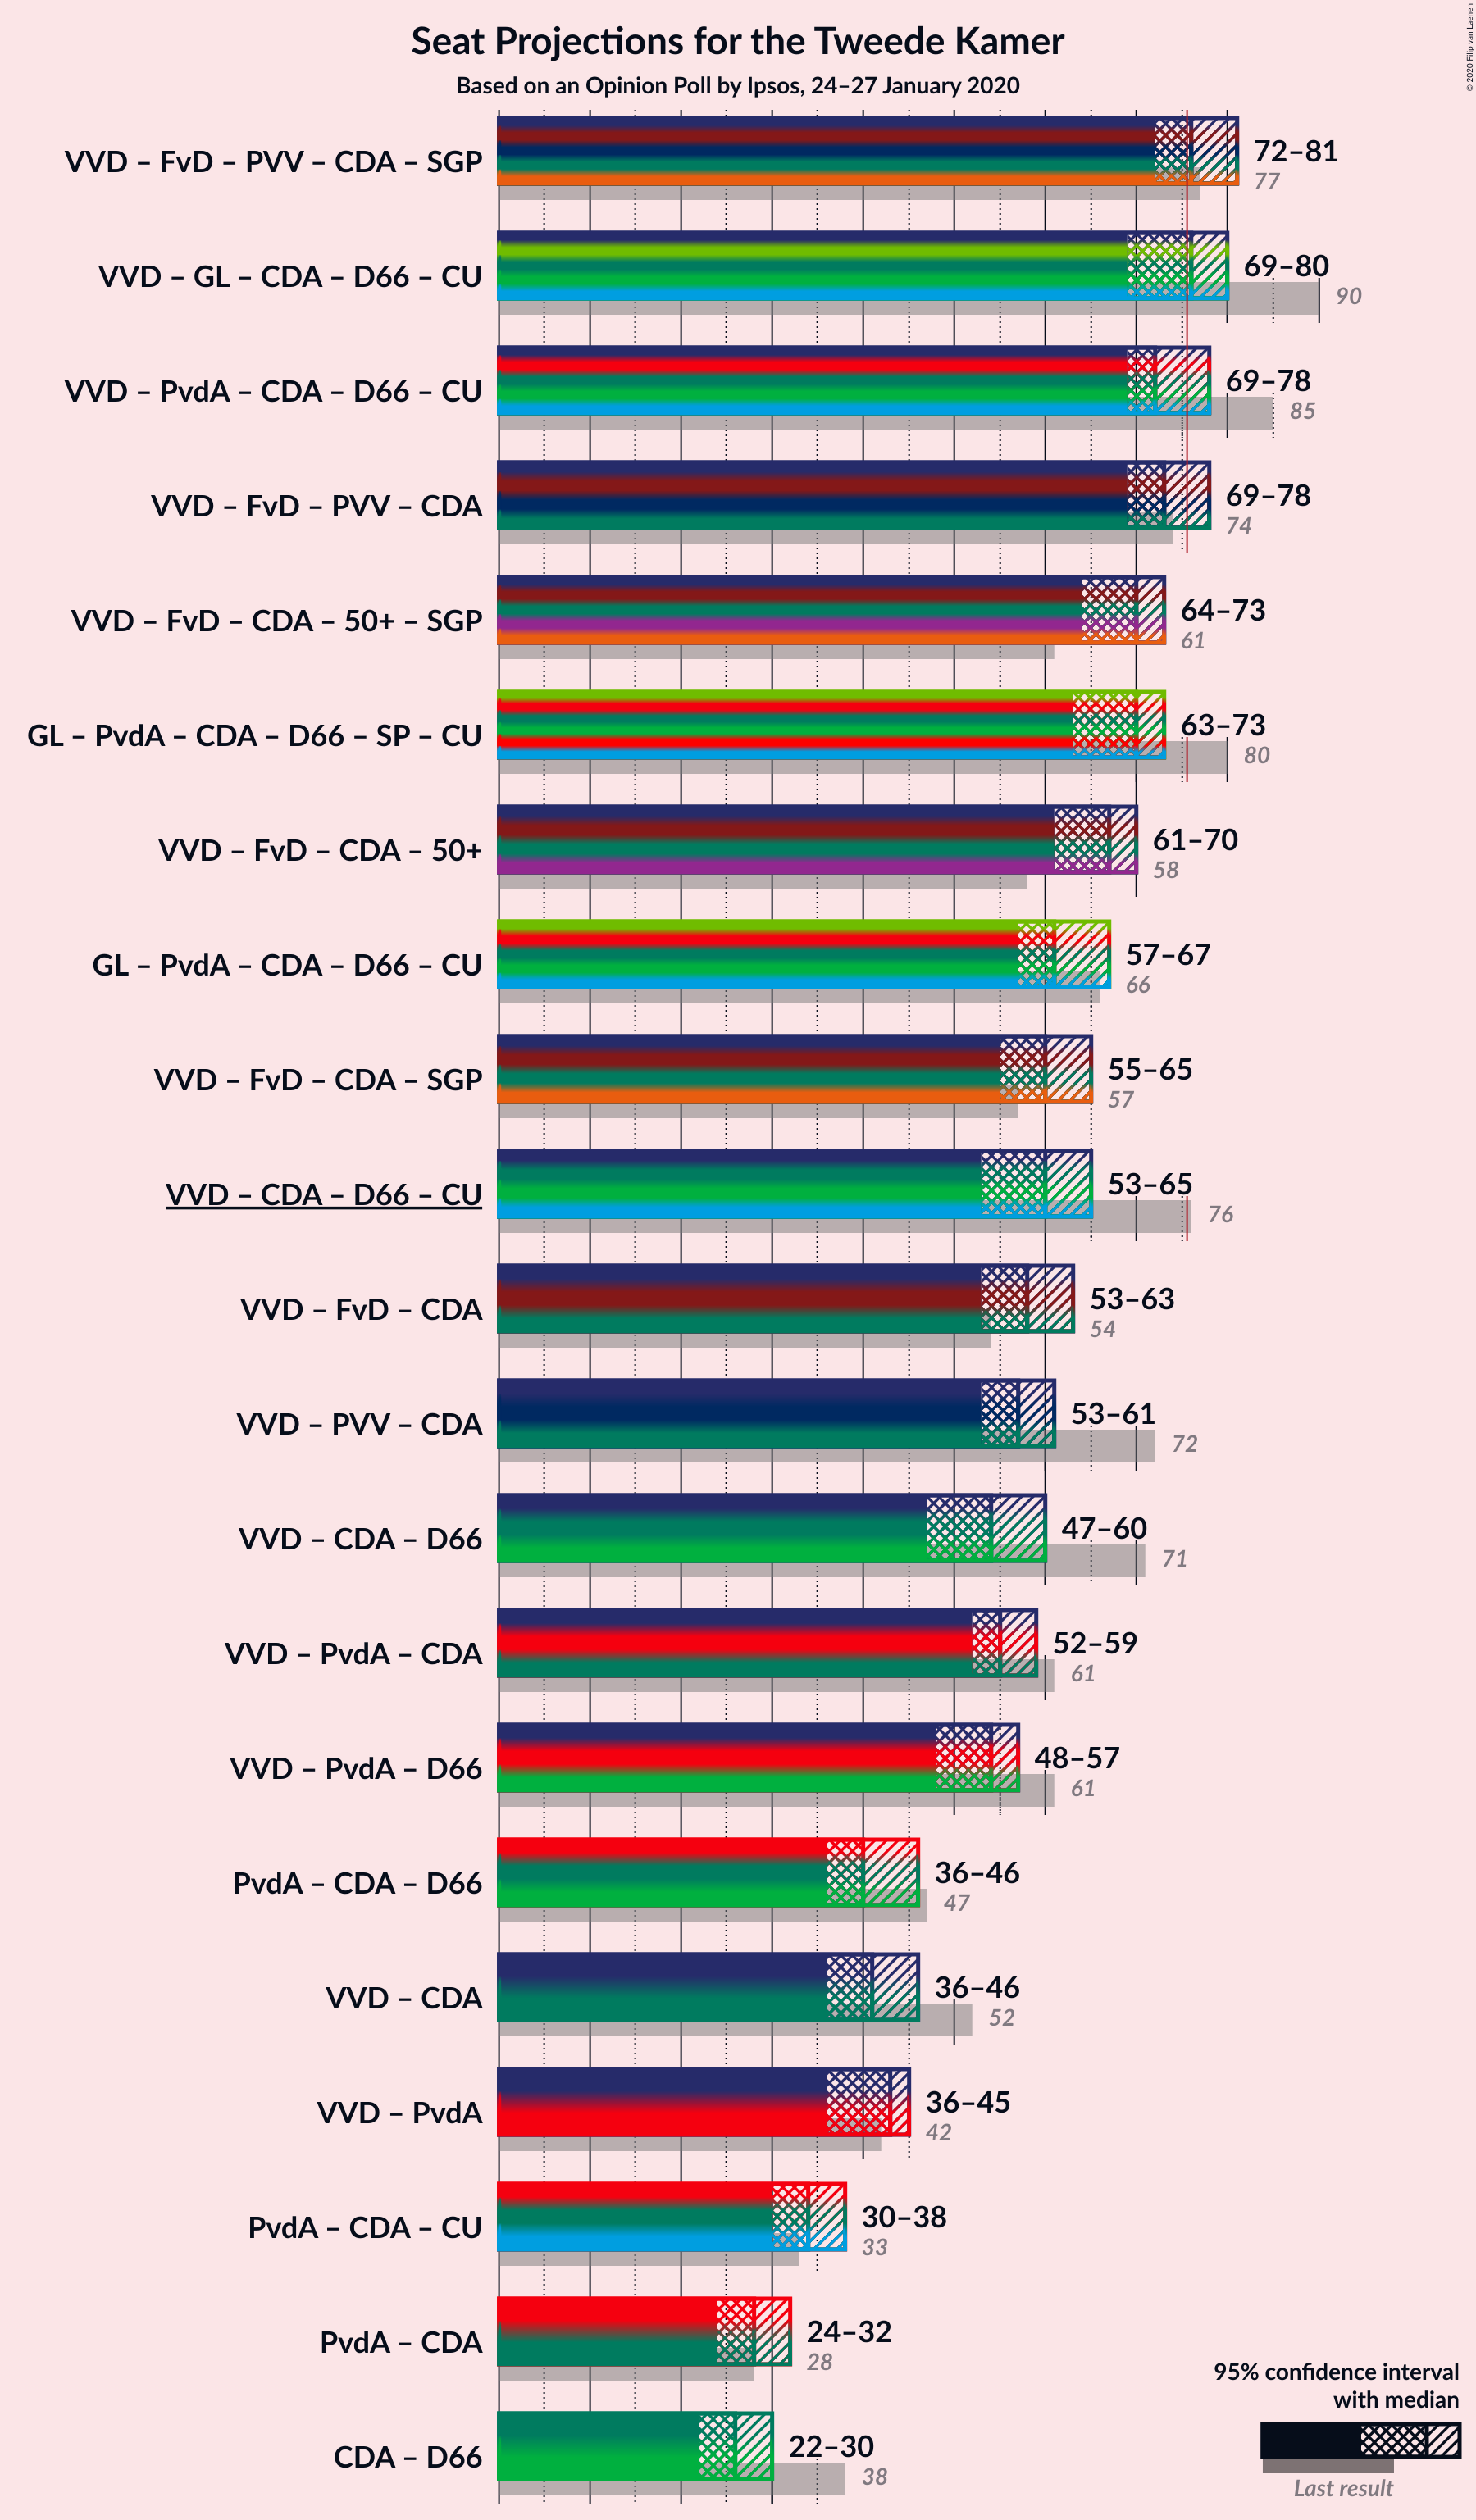 Seat Projections for the Tweede Kamer
Based on an Opinion Poll by Ipsos, 24–27 January 2020
© 2020 Filip van Laenen
VVD – FvD – PVV – CDA – SGP
72–81
77
VVD – GL – CDA – D66 – CU
69–80
90
VVD – PvdA – CDA – D66 – CU
69–78
85
VVD – FvD – PVV – CDA
69–78
74
VVD – FvD – CDA – 50+ – SGP
64–73
61
GL – PvdA – CDA – D66 – SP – CU
63–73
80
VVD – FvD – CDA – 50+
61–70
58
GL – PvdA – CDA – D66 – CU
57–67
66
VVD – FvD – CDA – SGP
55–65
57
VVD – CDA – D66 – CU
53–65
76
VVD – FvD – CDA
53–63
54
VVD – PVV – CDA
53–61
72
VVD – CDA – D66
47–60
71
VVD – PvdA – CDA
52–59
61
VVD – PvdA – D66
48–57
61
PvdA – CDA – D66
36–46
47
VVD – CDA
36–46
52
VVD – PvdA
36–45
42
PvdA – CDA – CU
30–38
33
PvdA – CDA
24–32
28
CDA – D66
22–30
38
95% confidence interval
with median
Last result